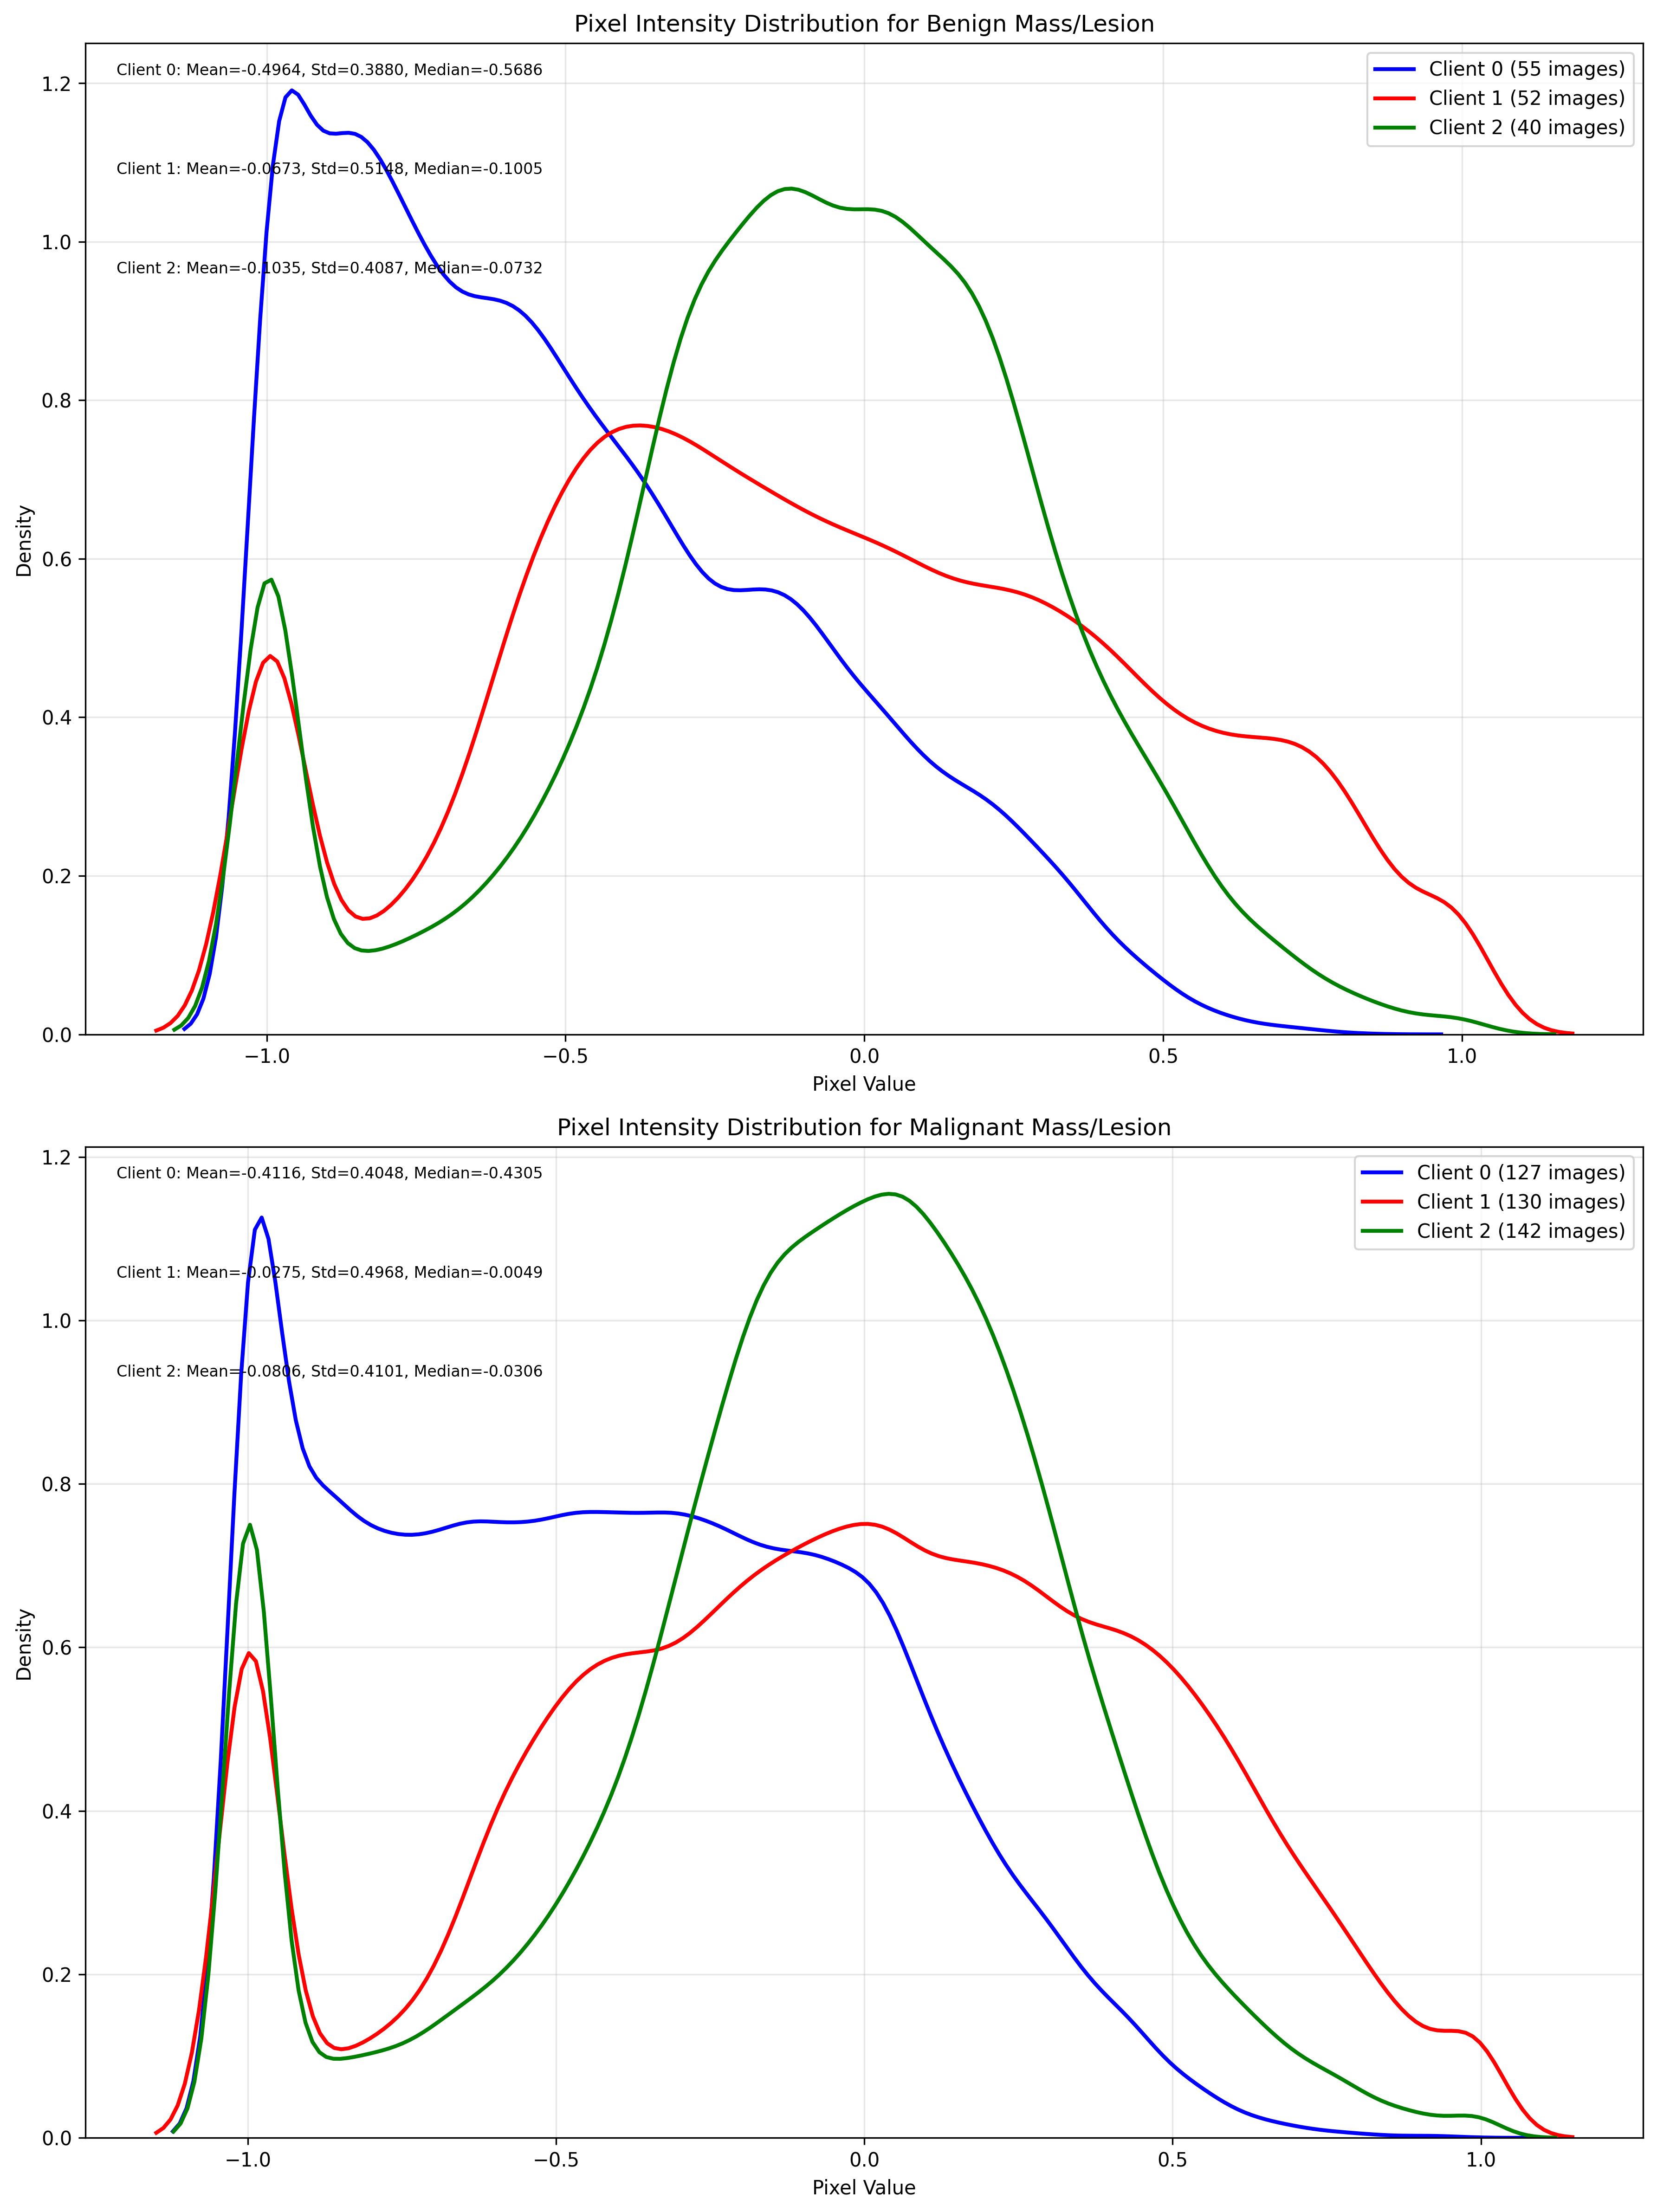 Pixel Intensity Distribution for Benign Mass/Lesion
Client 0: Mean=-0.4964, Std=0.3880, Median=-0.5686
Client 1: Mean=-0.0673, Std=0.5148, Median=-0.1005
Client 2: Mean=-0.1035, Std=0.4087, Median=-0.0732
Client 0 (55 images)
Client 1 (52 images)
Client 2 (40 images)
Density
1.2
1.0
0.8
0.6
0.4
0.2
0.0
−1.0
−0.5
0.0
0.5
1.0
Pixel Value
Pixel Intensity Distribution for Malignant Mass/Lesion
Client 0: Mean=-0.4116, Std=0.4048, Median=-0.4305
Client 1: Mean=-0.0275, Std=0.4968, Median=-0.0049
Client 2: Mean=-0.0806, Std=0.4101, Median=-0.0306
Client 0 (127 images)
Client 1 (130 images)
Client 2 (142 images)
Density
1.2
1.0
0.8
0.6
0.4
0.2
0.0
−1.0
−0.5
0.0
0.5
1.0
Pixel Value